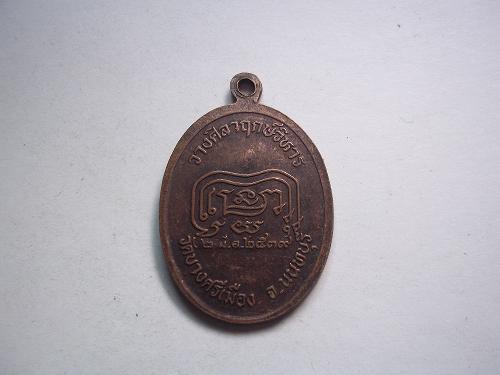 วางศิลาฤกษ์วิหาร
๒ มี.ค. ๒๕๓๙
วัดบางศรีเมือง จ.นนทบุรี